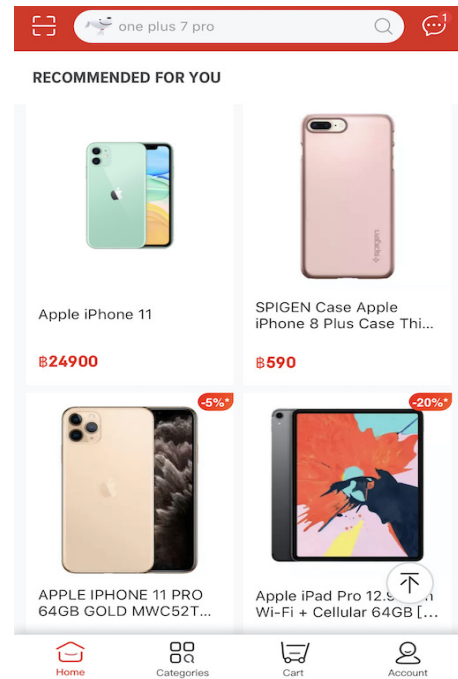 one plus 7 pro
1
RECOMMENDED FOR YOU
spigen
Apple iPhone 11
฿24900
SPIGEN Case Apple
iPhone 8 Plus Case Thi...
฿590
-5%*
-20%*
APPLE IPHONE 11 PRO
64GB GOLD MWC52T...
Apple iPad Pro 12.9
Wi-Fi + Cellular 64GB [...
Home
Categories
Cart
Account